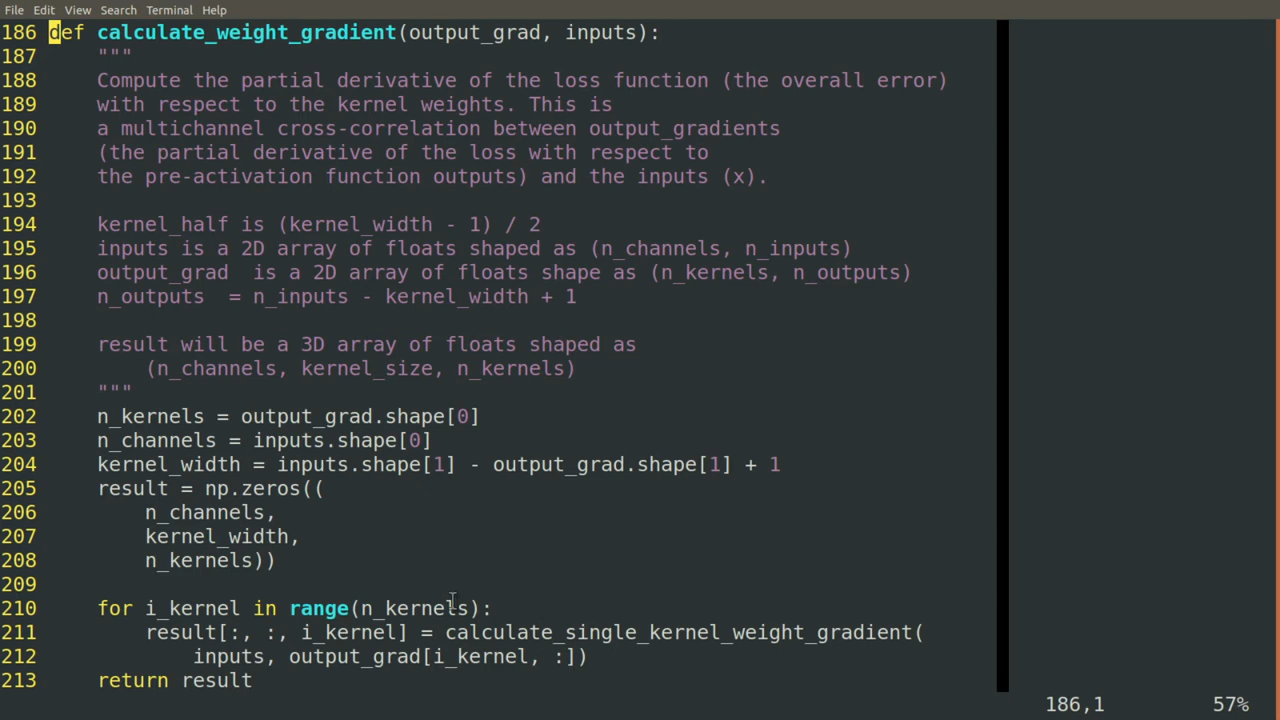 File Edit View Search Terminal Help
186 def calculate_weight_gradient(output_grad, inputs):
187     """
188     Compute the partial derivative of the loss function (the overall error)
189     with respect to the kernel weights. This is
190     a multichannel cross-correlation between output_gradients
191     (the partial derivative of the loss with respect to
192     the pre-activation function outputs) and the inputs (x).
193
194     kernel_half is (kernel_width - 1) / 2
195     inputs is a 2D array of floats shaped as (n_channels, n_inputs)
196     output_grad  is a 2D array of floats shape as (n_kernels, n_outputs)
197     n_outputs  = n_inputs - kernel_width + 1
198
199     result will be a 3D array of floats shaped as
200         (n_channels, kernel_size, n_kernels)
201     """
202     n_kernels = output_grad.shape[0]
203     n_channels = inputs.shape[0]
204     kernel_width = inputs.shape[1] - output_grad.shape[1] + 1
205     result = np.zeros((
206         n_channels,
207         kernel_width,
208         n_kernels))
209
210     for i_kernel in range(n_kernels):
211         result[:, :, i_kernel] = calculate_single_kernel_weight_gradient(
212             inputs, output_grad[i_kernel, :])
213     return result
186,1 57%